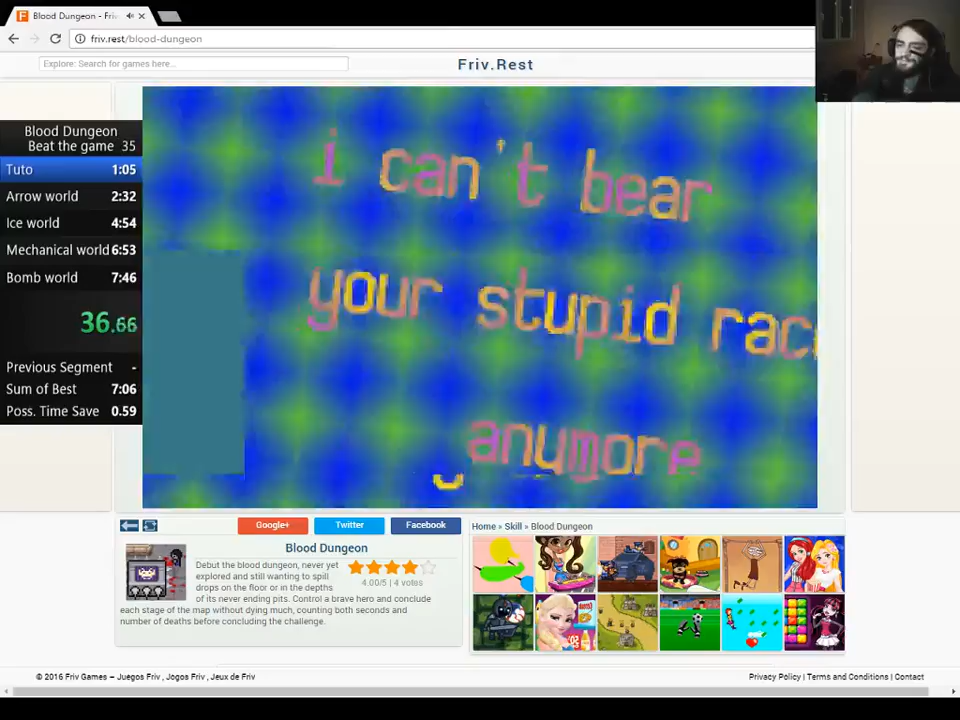 Blood Dungeon - Friv
friv.rest/blood-dungeon
Explore: Search for games here...
Friv.Rest
Blood Dungeon
Beat the game 35
Tuto 1:05
Arrow world 2:32
Ice world 4:54
Mechanical world 6:53
Bomb world 7:46
36.66
Previous Segment -
Sum of Best 7:06
Poss. Time Save 0.59
i can't bear
your stupid rac
anymore
Google+ Twitter Facebook
Blood Dungeon
4.00/5 | 4 votes
Debut the blood dungeon, never yet
explored and still wanting to spill
drops on the floor or in the depths
of its never ending pits. Control a brave hero and conclude
each stage of the map without dying much, counting both seconds and
number of deaths before concluding the challenge.
Home » Skill » Blood Dungeon
© 2016 Friv Games – Juegos Friv , Jogos Friv , Jeux de Friv
Privacy Policy | Terms and Conditions | Contact